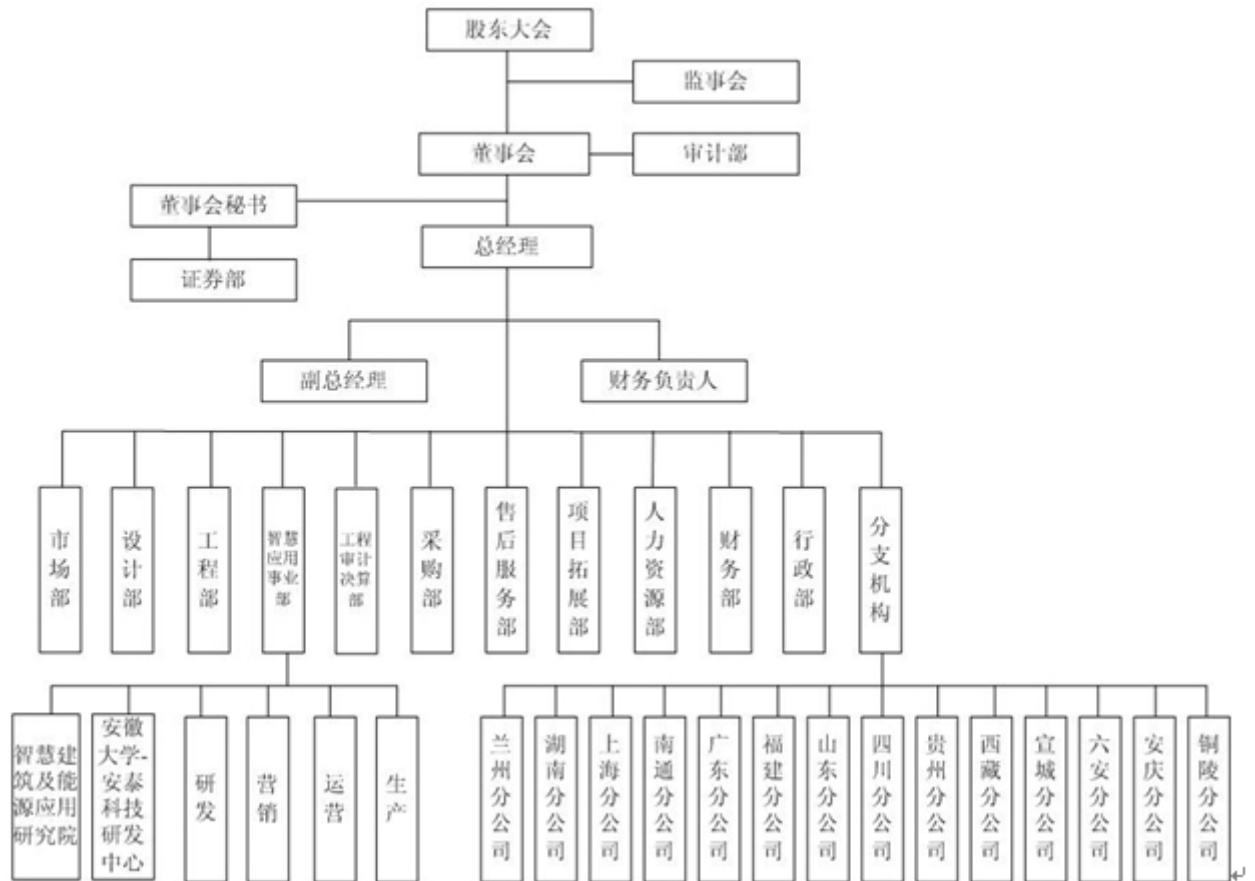 股东大会
监事会
董事会
审计部
董事会秘书
总经理
证券部
副总经理
财务负责人
市场部
设计部
工程部
智慧
应用
事业
部
工程
审计
决算
部
采购部
售后服务部
项目拓展部
人力资源部
财务部
行政部
分支机构
智慧建
筑及能
源应用
研究院
安徽
大学-
安泰
科技
研发
中心
研发
营销
运营
生产
兰州分公司
湖南分公司
上海分公司
南通分公司
广东分公司
福建分公司
山东分公司
四川分公司
贵州分公司
西藏分公司
宣城分公司
六安分公司
安庆分公司
铜陵分公司